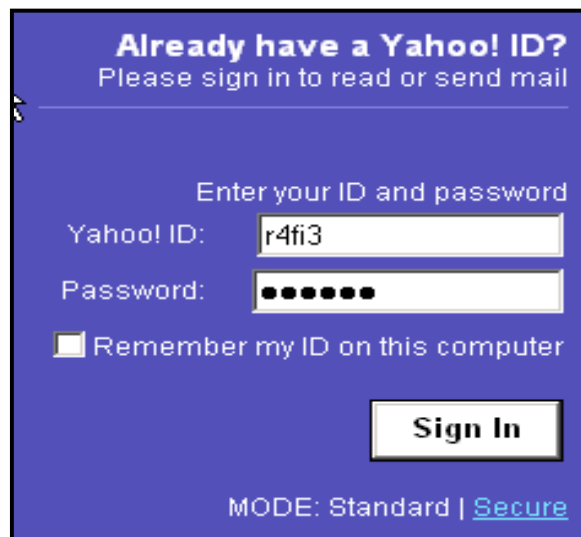 Already have a Yahoo! ID?
Please sign in to read or send mail
Enter your ID and password
Yahoo! ID: r4fi3
Password: ●●●●●●
Remember my ID on this computer
Sign In
MODE: Standard | Secure